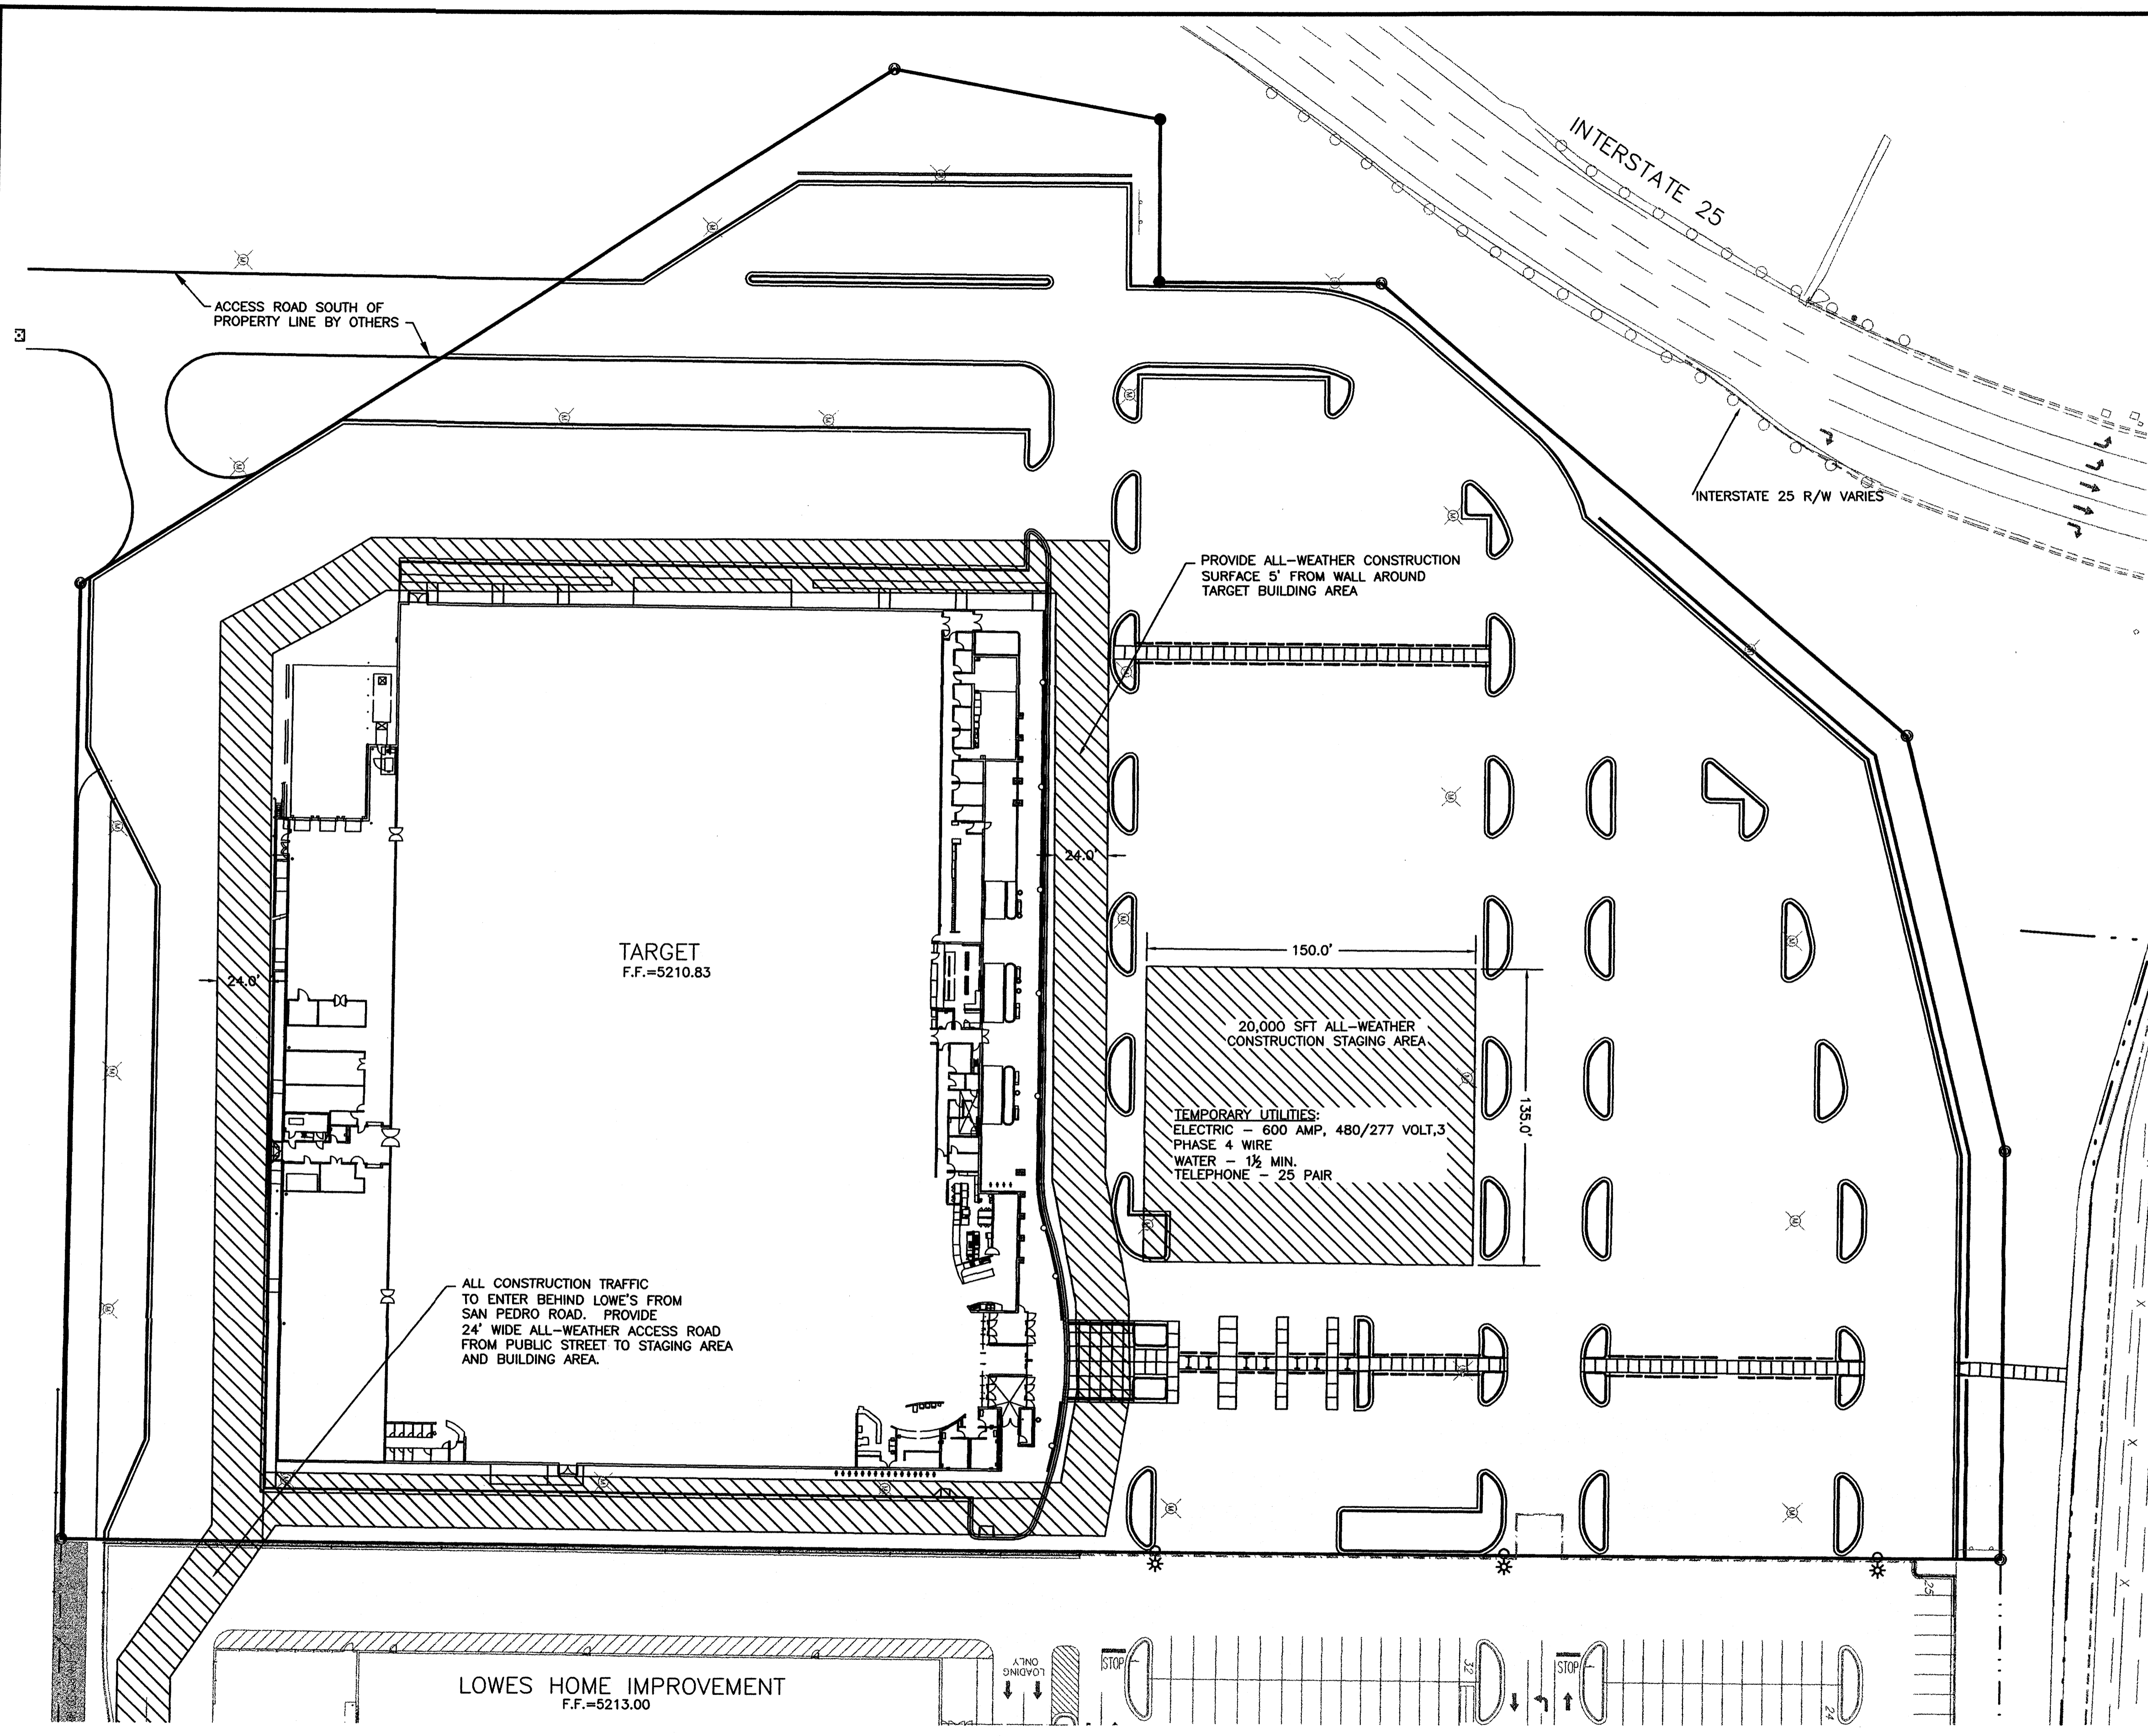 INTERSTATE 25
ACCESS ROAD SOUTH OF
PROPERTY LINE BY OTHERS
INTERSTATE 25 R/W VARIES
PROVIDE ALL-WEATHER CONSTRUCTION
SURFACE 5' FROM WALL AROUND
TARGET BUILDING AREA
24.0'
TARGET
F.F.=5210.83
24.0'
150.0'
135.0'
20,000 SFT ALL-WEATHER
CONSTRUCTION STAGING AREA
TEMPORARY UTILITIES:
ELECTRIC - 600 AMP, 480/277 VOLT,3
PHASE 4 WIRE
WATER - 1½ MIN.
TELEPHONE - 25 PAIR
ALL CONSTRUCTION TRAFFIC
TO ENTER BEHIND LOWE'S FROM
SAN PEDRO ROAD. PROVIDE
24' WIDE ALL-WEATHER ACCESS ROAD
FROM PUBLIC STREET TO STAGING AREA
AND BUILDING AREA.
25
LOWES HOME IMPROVEMENT
F.F.=5213.00
LOADING
ONLY
STOP
32
STOP
24